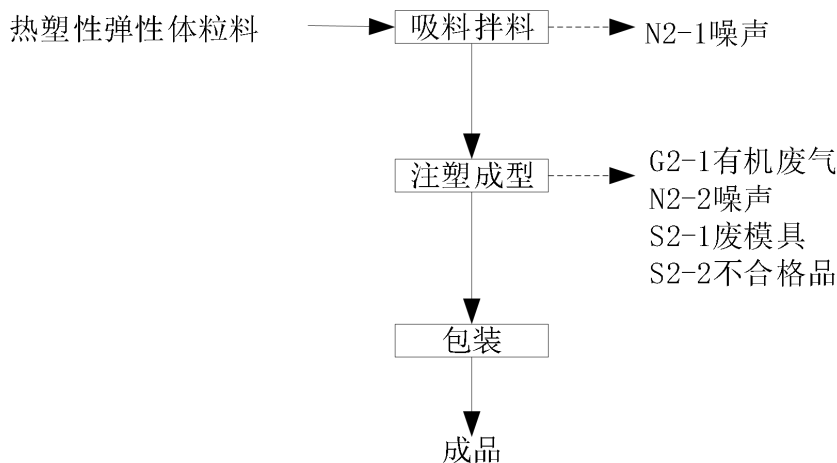 热塑性弹性体粒料
吸料拌料
N2-1噪声
注塑成型
G2-1有机废气
N2-2噪声
S2-1废模具
S2-2不合格品
包装
成品